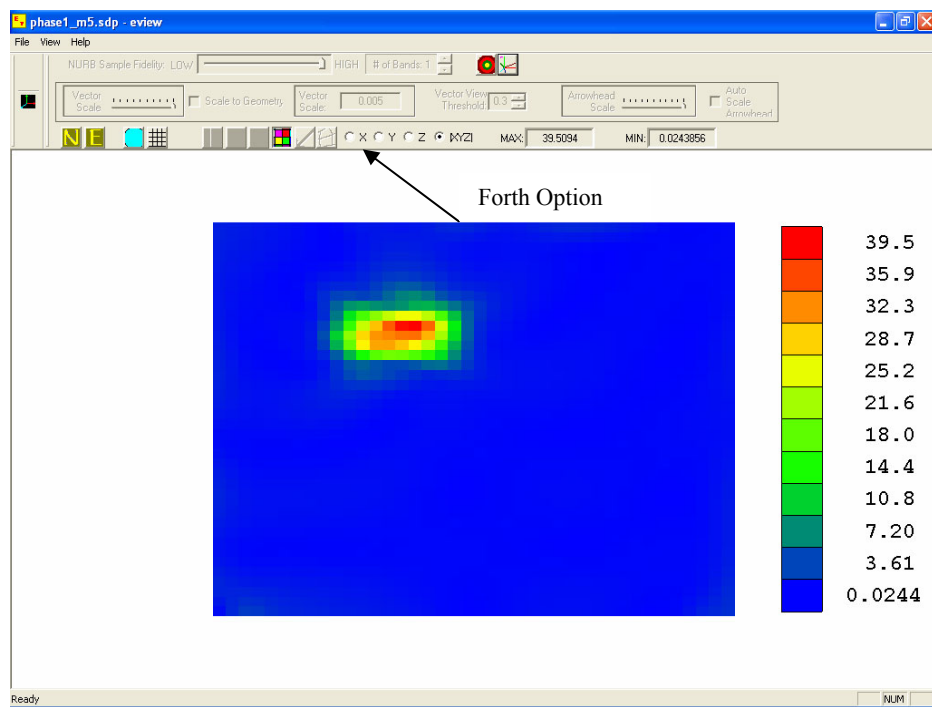 phase1_m5.sdp - eview
File View Help
NURB Sample Fidelity: LOW HIGH # of Bands: 1
Vector Scale Scale to Geometry Vector Scale: 0.005 Vector View Threshold 0.3 Arrowhead Scale Auto Scale Arrowhead
N E X Y Z |XYZ| MAX: 39.5094 MIN: 0.0243856
Forth Option
39.5
35.9
32.3
28.7
25.2
21.6
18.0
14.4
10.8
7.20
3.61
0.0244
Ready NUM